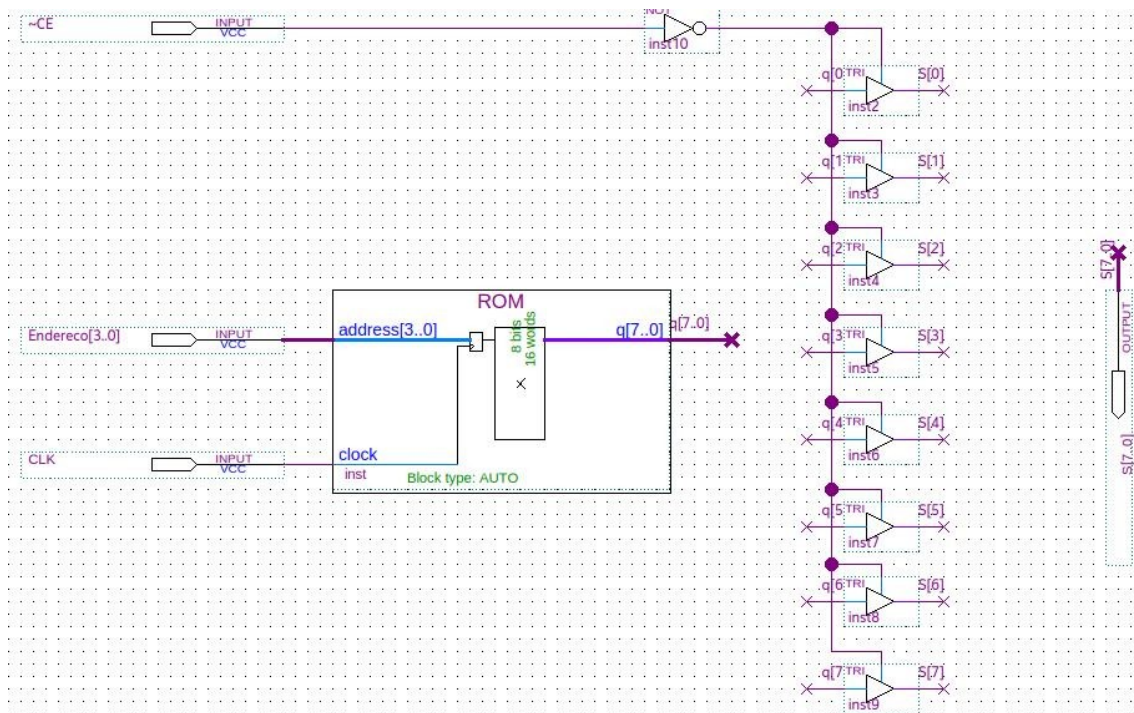 ~CE
INPUT
VCC
NOT
inst10
q[0 TRI S[0]
inst2
q[1 TRI S[1]
inst3
q[2 TRI S[2]
inst4
q[3 TRI S[3]
inst5
q[4 TRI S[4]
inst6
q[5 TRI S[5]
inst7
q[6 TRI S[6]
inst8
q[7 TRI S[7]
inst9
ROM
Endereco[3..0]
INPUT
VCC
address[3..0]
8 bits
16 words
q[7..0]
q[7..0]
CLK
INPUT
VCC
clock
inst
Block type: AUTO
S[7..0]
OUTPUT
S[7..0]